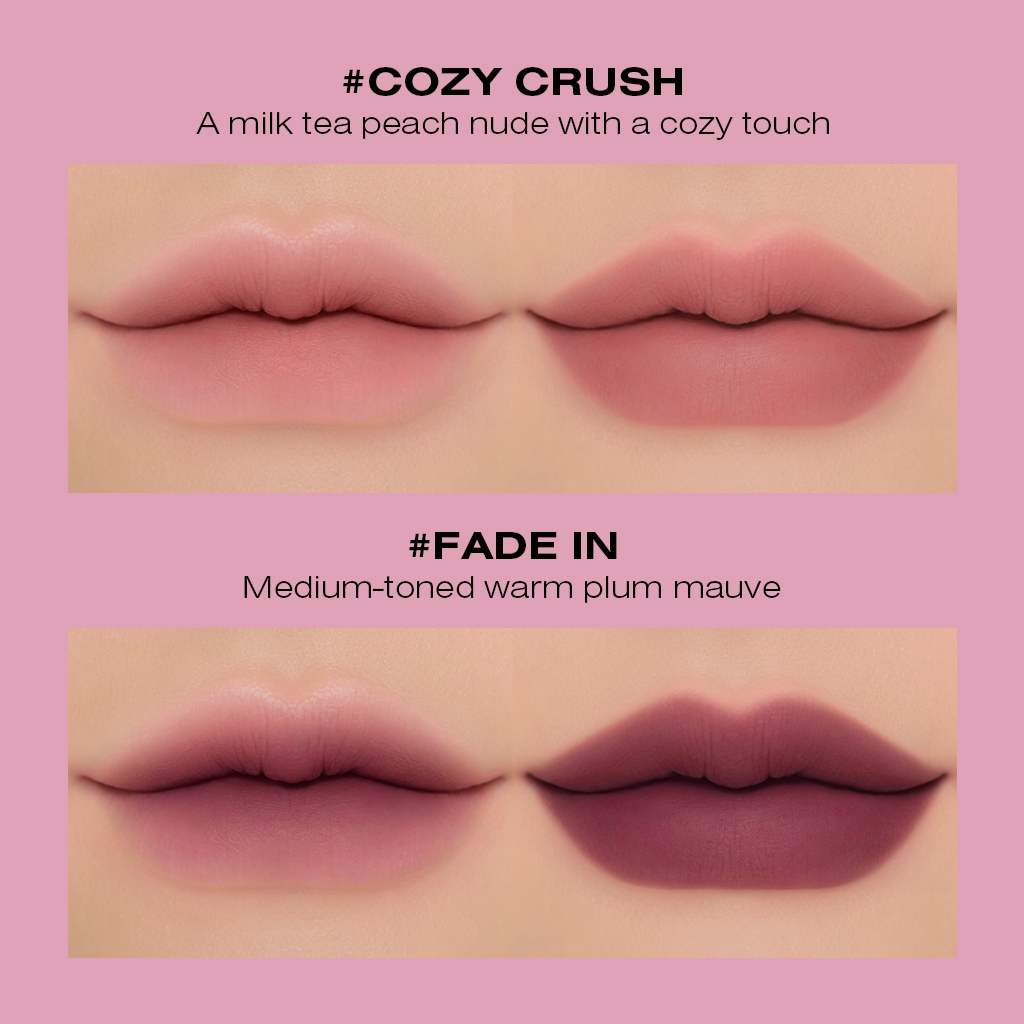 #COZY CRUSH
A milk tea peach nude with a cozy touch
#FADE IN
Medium-toned warm plum mauve